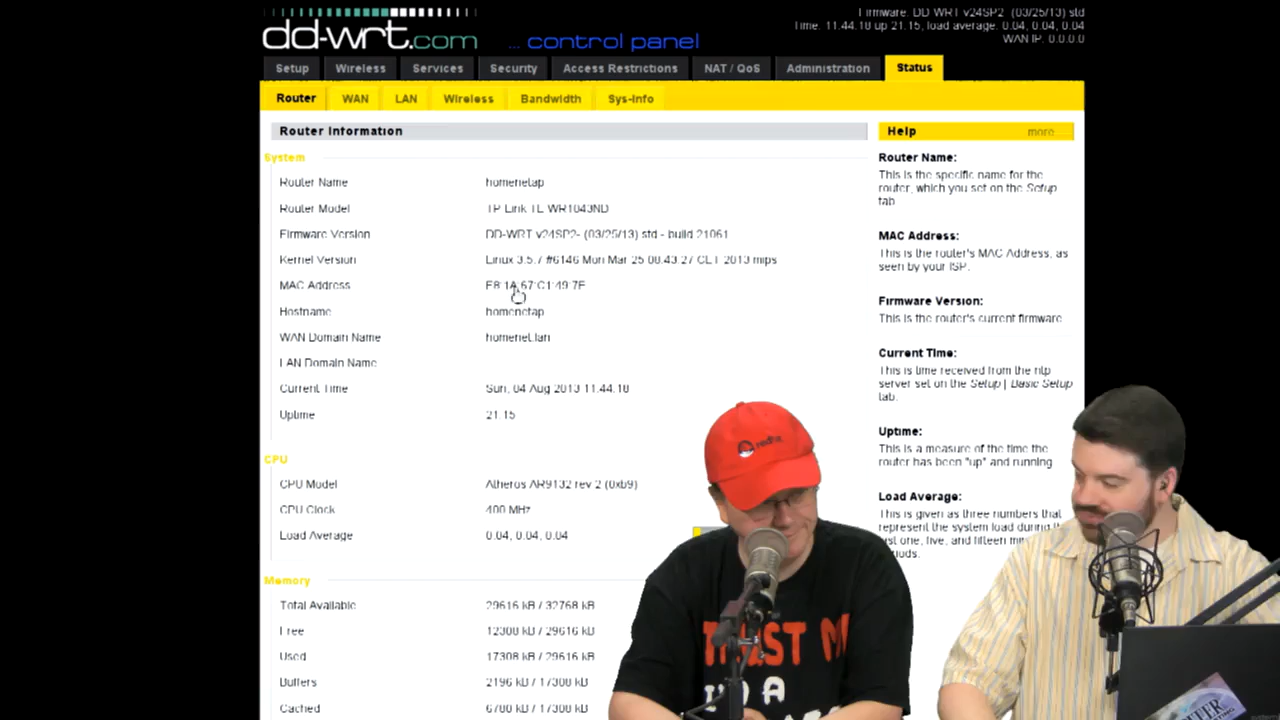 Firmware: DD-WRT v24SP2- (03/25/13) std
Time: 11:44:18 up 21:15, load average: 0.04, 0.04, 0.04
WAN IP: 0.0.0.0
dd-wrt.com ... control panel
Setup Wireless Services Security Access Restrictions NAT / QoS Administration Status
Router WAN LAN Wireless Bandwidth Sys-Info
Router Information
Help more...
System
Router Name homenetap
Router Model TP-Link TL-WR1043ND
Firmware Version DD-WRT v24SP2- (03/25/13) std - build 21061
Kernel Version Linux 3.5.7 #6146 Mon Mar 25 08:43:27 CET 2013 mips
MAC Address
Hostname homenetap
WAN Domain Name homenet.lan
LAN Domain Name
Current Time Sun, 04 Aug 2013 11:44:18
Uptime 21:15
CPU
CPU Model Atheros AR9132 rev 2 (0xb9)
CPU Clock 400 MHz
Load Average 0.04, 0.04, 0.04
Memory
Total Available 29616 kB / 32768 kB
Free 12308 kB / 29616 kB
Used 17308 kB / 29616 kB
Buffers 2196 kB / 17308 kB
Cached 6780 kB / 17308 kB
Router Name:
This is the specific name for the
router, which you set on the Setup
tab.
MAC Address:
This is the router's MAC Address, as
seen by your ISP.
Firmware Version:
This is the router's current firmware.
Current Time:
This is time received from the ntp
server set on the Setup | Basic Setup
tab.
Uptime:
This is a measure of the time the
router has been "up" and running.
Load Average:
This is given as three numbers that
represent the system load during the
last one, five, and fifteen
periods.
redhat
TRUST ME
I'M A